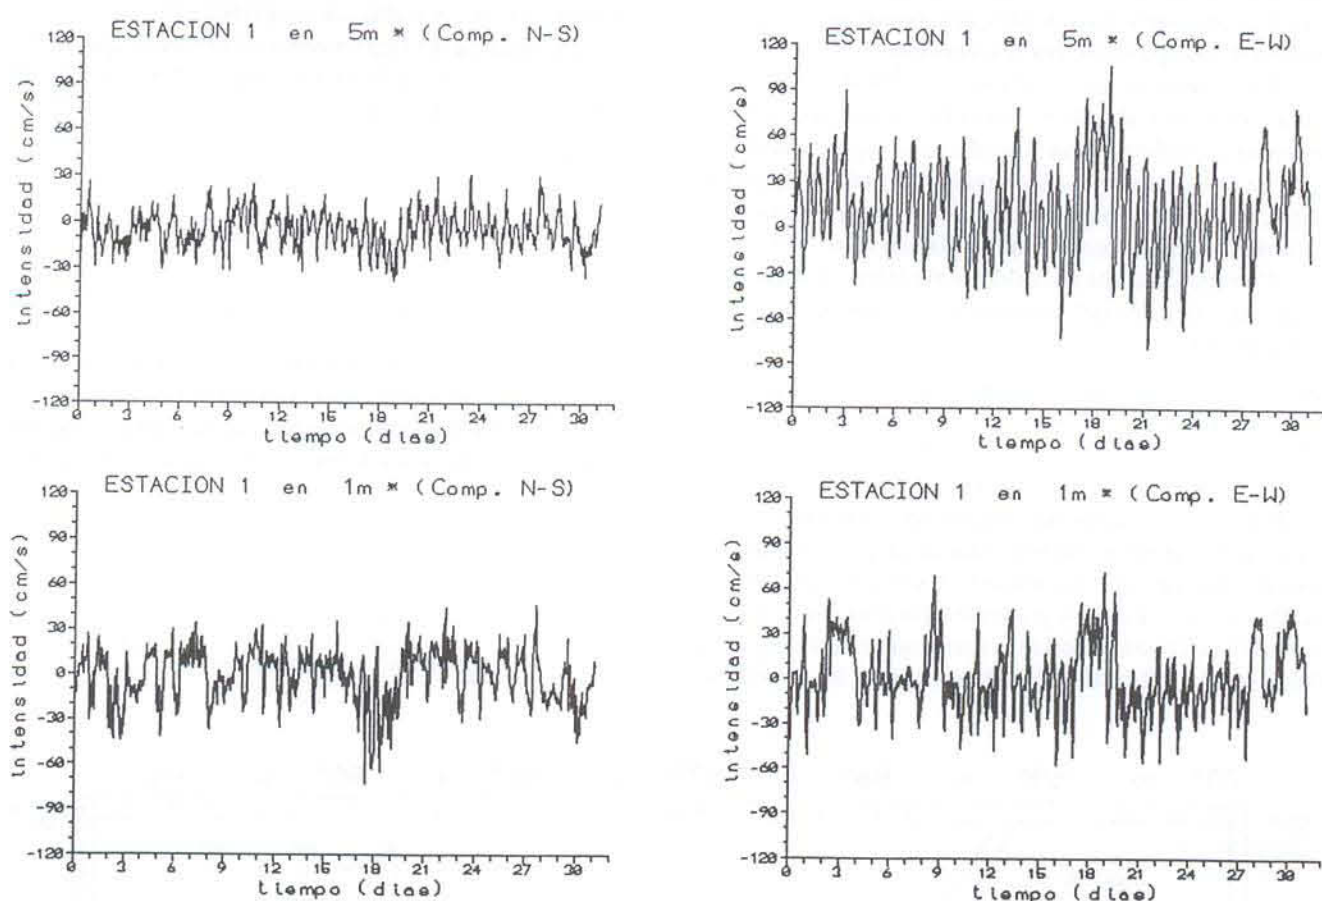 ESTACION 1 en 5m * (Comp. N-S)
120
90
60
30
0
-30
-60
-90
-120
Intensidad (cm/s)
0 3 6 9 12 15 18 21 24 27 30
tiempo (dias)
ESTACION 1 en 5m * (Comp. E-W)
120
90
60
30
0
-30
-60
-90
-120
Intensidad (cm/s)
0 3 6 9 12 15 18 21 24 27 30
tiempo (dias)
ESTACION 1 en 1m * (Comp. N-S)
120
90
60
30
0
-30
-60
-90
-120
Intensidad (cm/s)
0 3 6 9 12 15 18 21 24 27 30
tiempo (dias)
ESTACION 1 en 1m * (Comp. E-W)
120
90
60
30
0
-30
-60
-90
-120
Intensidad (cm/s)
0 3 6 9 12 15 18 21 24 27 30
tiempo (dias)